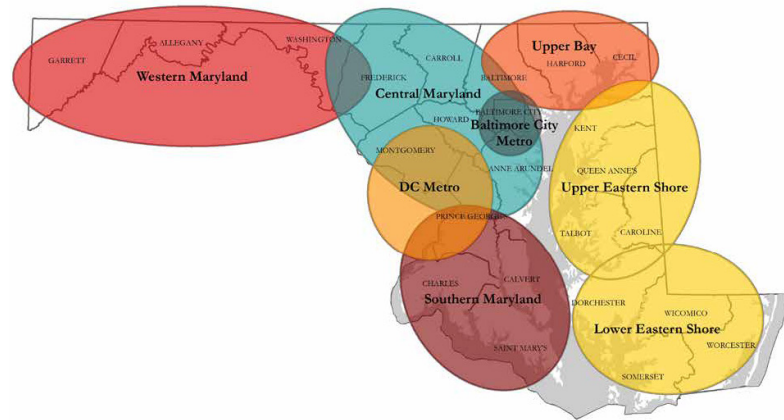 GARRETT
ALLEGANY
WASHINGTON
Western Maryland
FREDERICK
CARROLL
Central Maryland
BALTIMORE
HOWARD
Upper Bay
HARFORD
CECIL
BALTIMORE CITY
Baltimore City
Metro
MONTGOMERY
ANNE ARUNDEL
DC Metro
PRINCE GEORGE
KENT
QUEEN ANNE'S
Upper Eastern Shore
TALBOT
CAROLINE
CHARLES
CALVERT
Southern Maryland
SAINT MARY'S
DORCHESTER
WICOMICO
Lower Eastern Shore
WORCESTER
SOMERSET